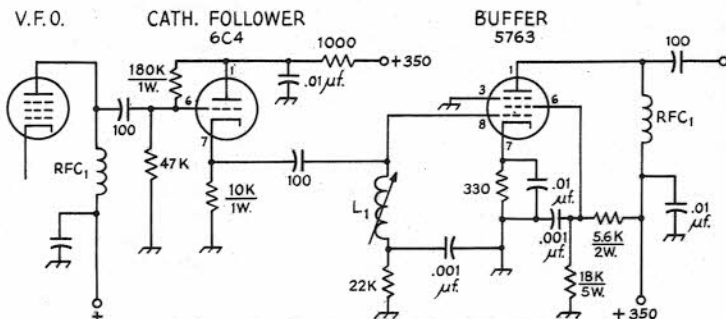 V.F.O.
CATH. FOLLOWER
6C4
BUFFER
5763
1000
+350
180K
1W.
.01 µf.
1
6
7
100
RFC₁
47K
10K
1W.
100
L₁
22K
.001
µf.
1
3
6
8
7
330
.01
µf.
.001
µf.
5.6K
2W.
18K
5W.
100
RFC₁
.01
µf.
+350
+